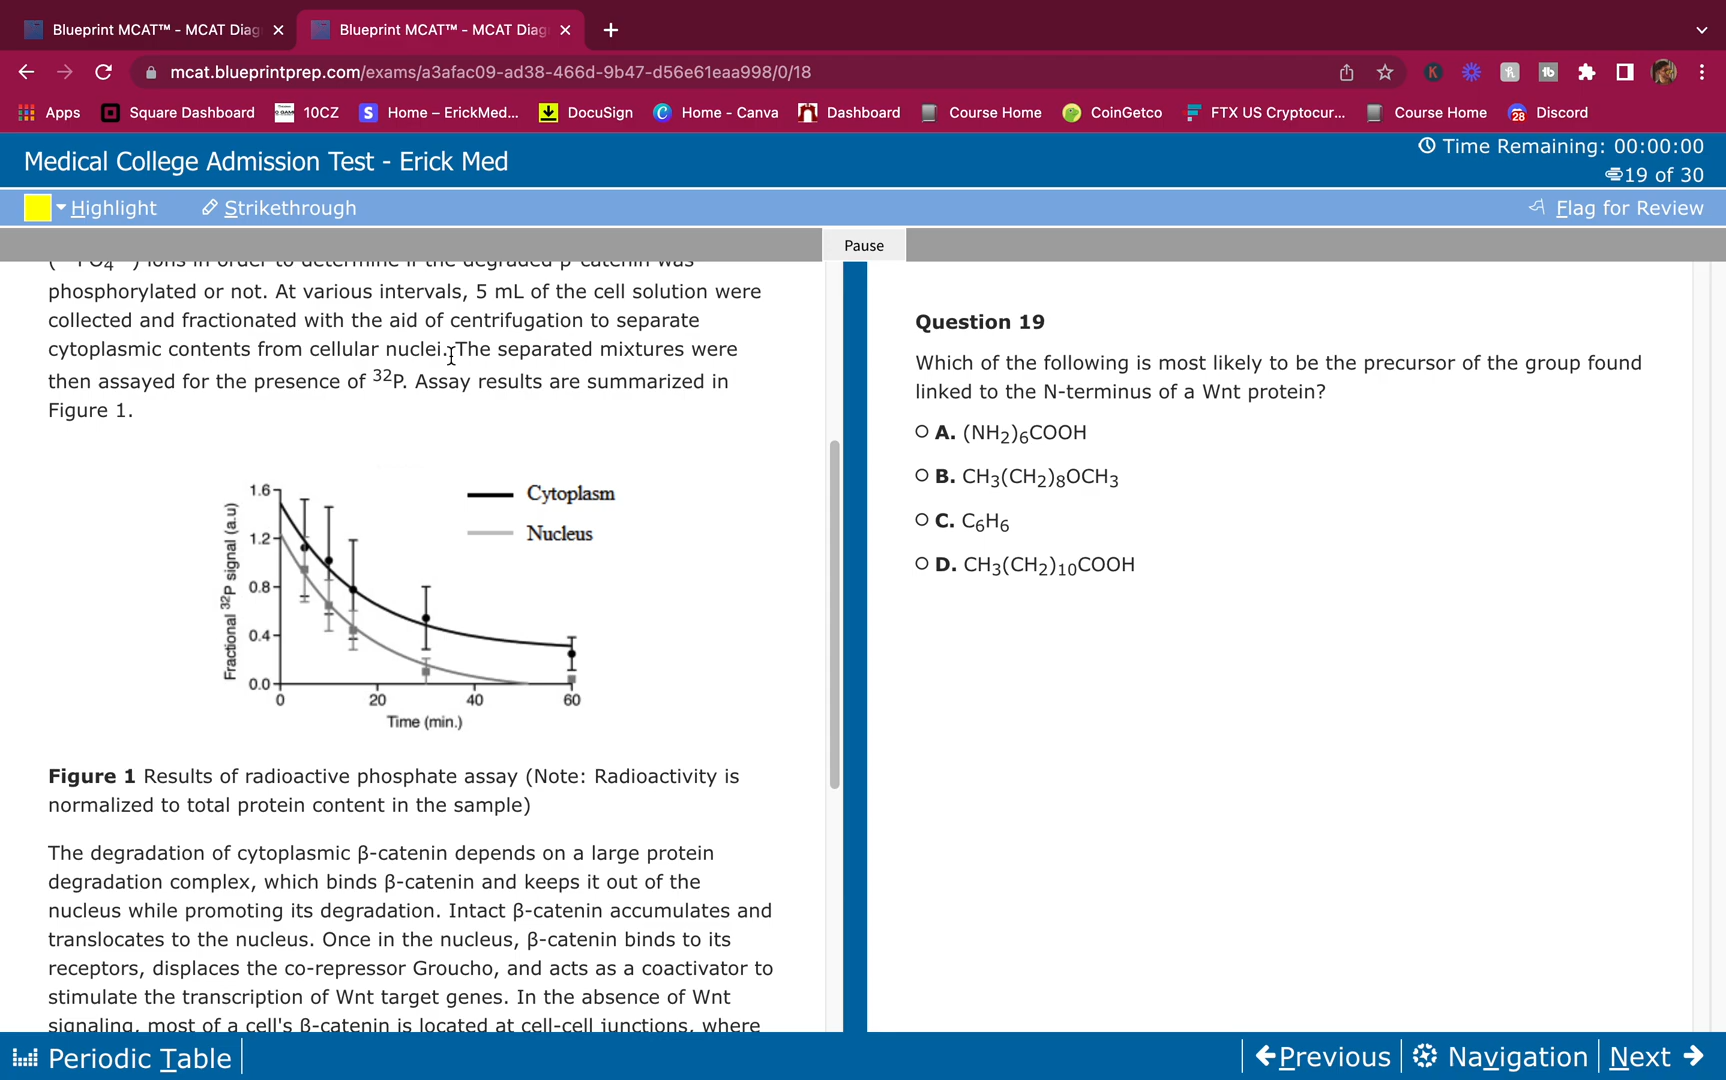 Blueprint MCAT™ - MCAT Diag
Blueprint MCAT™ - MCAT Diag
mcat.blueprintprep.com/exams/a3afac09-ad38-466d-9b47-d56e61eaa998/0/18
Apps
Square Dashboard
10CZ
Home – ErickMed...
DocuSign
Home - Canva
Dashboard
Course Home
CoinGetco
FTX US Cryptocur...
Course Home
28 Discord
Medical College Admission Test - Erick Med
Time Remaining: 00:00:00
19 of 30
Highlight
Strikethrough
Flag for Review
Pause
ions in order to determine if the degraded β-catenin was
phosphorylated or not. At various intervals, 5 mL of the cell solution were
collected and fractionated with the aid of centrifugation to separate
cytoplasmic contents from cellular nuclei. The separated mixtures were
then assayed for the presence of ³²P. Assay results are summarized in
Figure 1.
Cytoplasm
Nucleus
Fractional ³²P signal (a.u)
1.6
1.2
0.8
0.4
0.0
0 20 40 60
Time (min.)
Figure 1 Results of radioactive phosphate assay (Note: Radioactivity is
normalized to total protein content in the sample)
The degradation of cytoplasmic β-catenin depends on a large protein
degradation complex, which binds β-catenin and keeps it out of the
nucleus while promoting its degradation. Intact β-catenin accumulates and
translocates to the nucleus. Once in the nucleus, β-catenin binds to its
receptors, displaces the co-repressor Groucho, and acts as a coactivator to
stimulate the transcription of Wnt target genes. In the absence of Wnt
signaling, most of a cell's β-catenin is located at cell-cell junctions, where
Question 19
Which of the following is most likely to be the precursor of the group found
linked to the N-terminus of a Wnt protein?
A. (NH₂)₆COOH
B. CH₃(CH₂)₈OCH₃
C. C₆H₆
D. CH₃(CH₂)₁₀COOH
Periodic Table
Previous
Navigation
Next